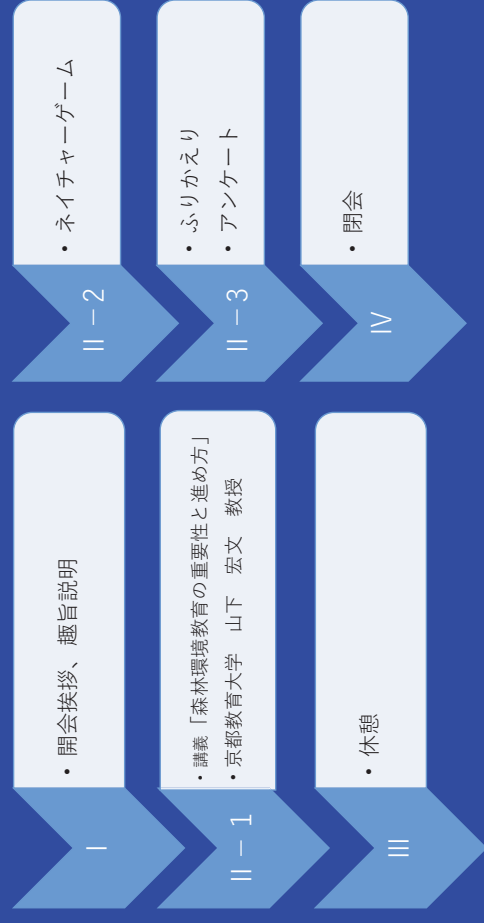 I
・開会挨拶、趣旨説明
II－1
・講義「森林環境教育の重要性と進め方」
・京都教育大学　山下　宏文　教授
III
・休憩
II－2
・ネイチャーゲーム
II－3
・ふりかえり
・アンケート
IV
・閉会